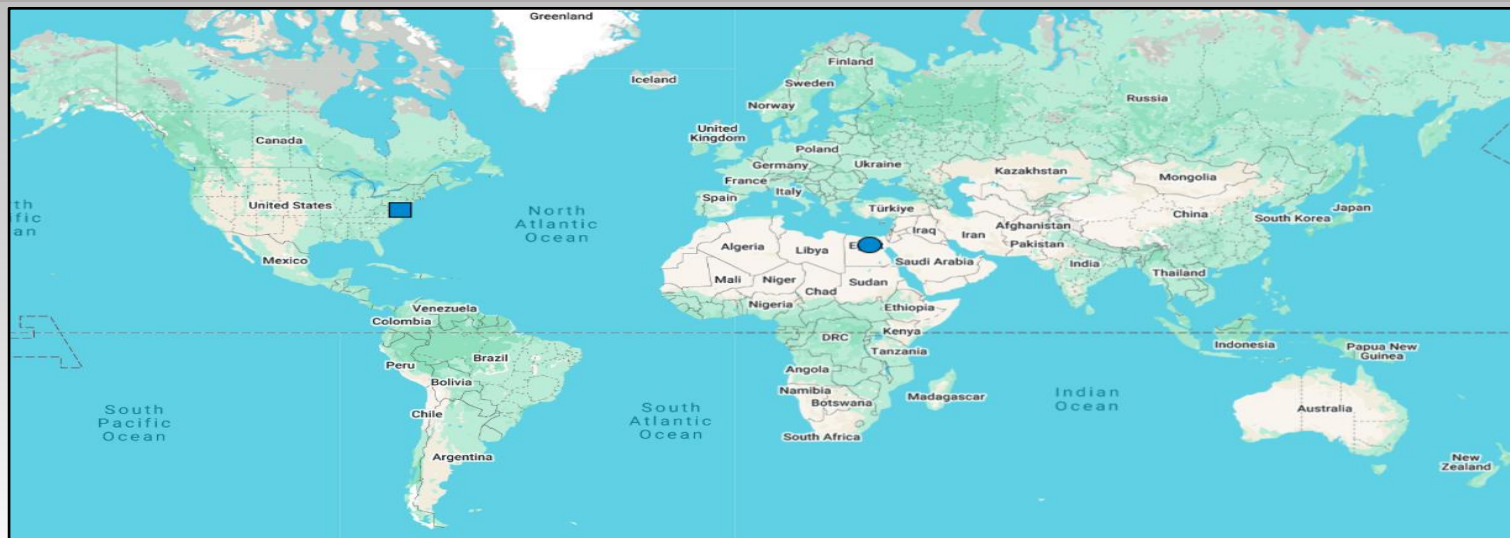 Greenland
Iceland
Finland
Sweden
Norway
Russia
United
Kingdom
Canada
Poland
Germany
Ukraine
Kazakhstan
Mongolia
France
Italy
Spain
United States
North
Atlantic
Ocean
Türkiye
China
South Korea
Japan
Afghanistan
Iraq
Iran
Pakistan
Algeria
Libya
Mexico
Saudi Arabia
India
Mali
Niger
Chad
Sudan
Thailand
Nigeria
Ethiopia
Venezuela
Colombia
Kenya
DRC
Indonesia
Papua New
Guinea
Tanzania
Brazil
Peru
Angola
Bolivia
Namibia
Botswana
Madagascar
Indian
Ocean
South
Pacific
Ocean
Chile
South
Atlantic
Ocean
Australia
South Africa
Argentina
New
Zealand